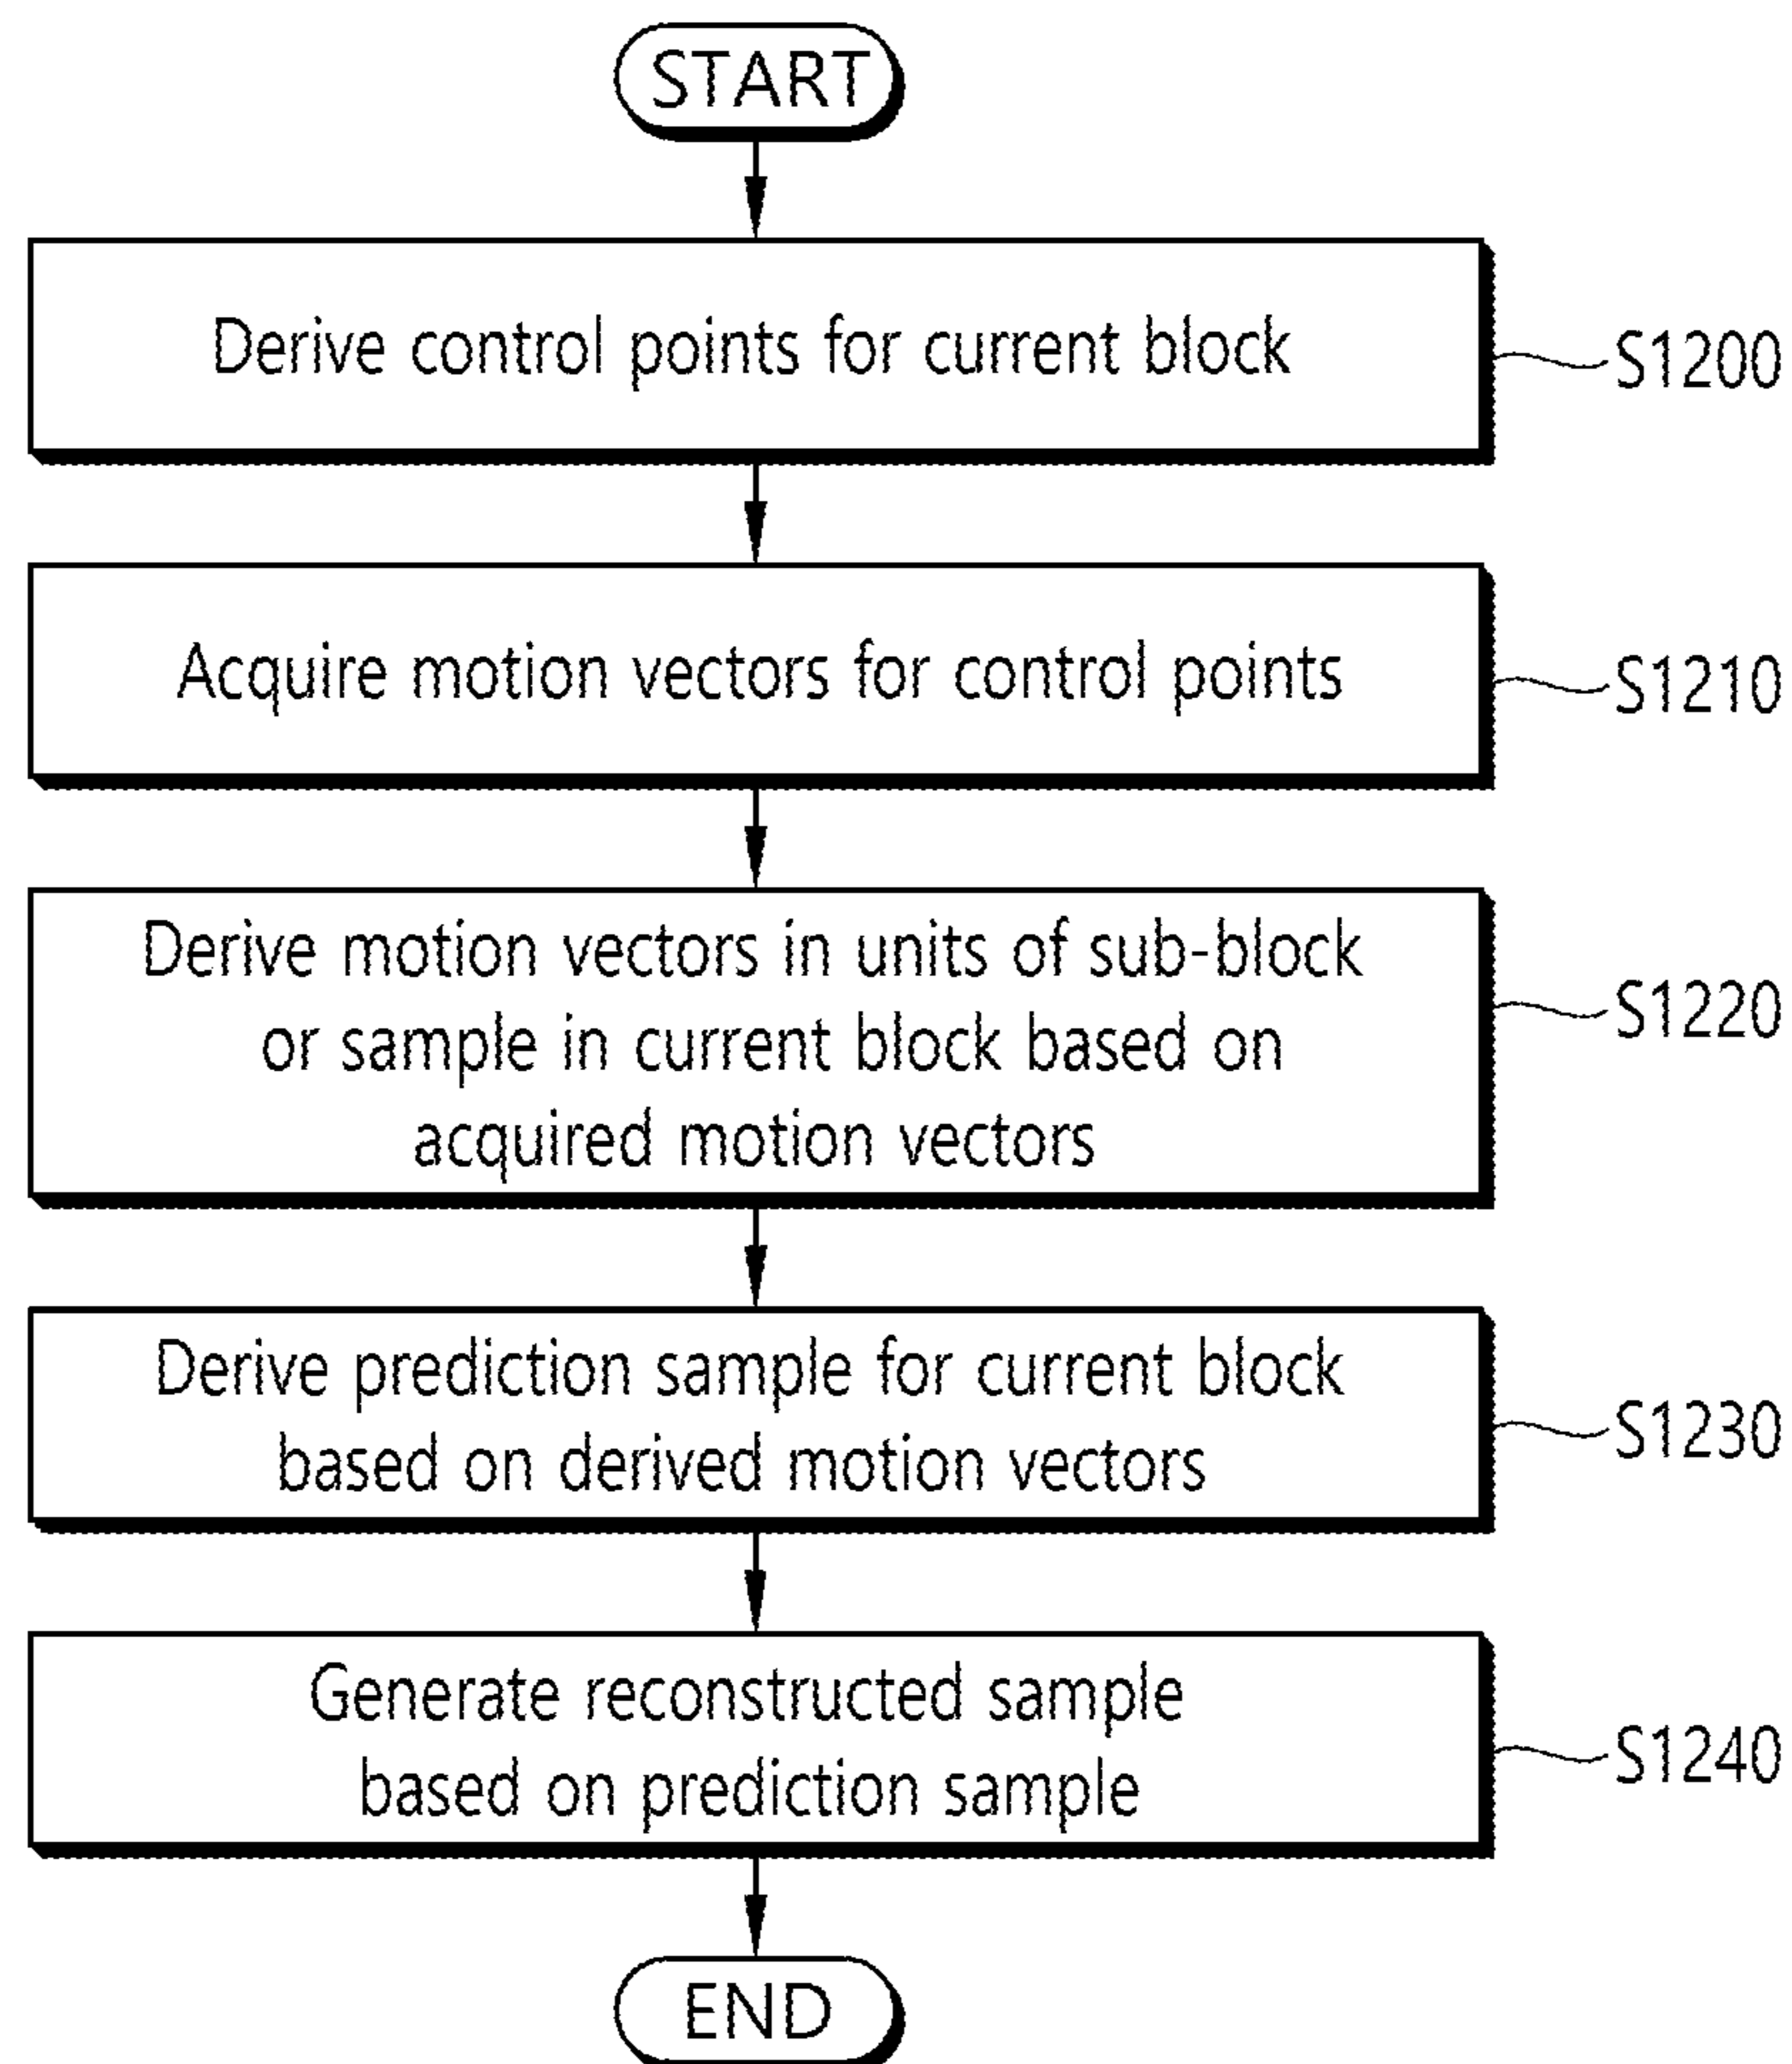 START
Derive control points for current block
S1200
Acquire motion vectors for control points
S1210
Derive motion vectors in units of sub-block
or sample in current block based on
acquired motion vectors
S1220
Derive prediction sample for current block
based on derived motion vectors
S1230
Generate reconstructed sample
based on prediction sample
S1240
END